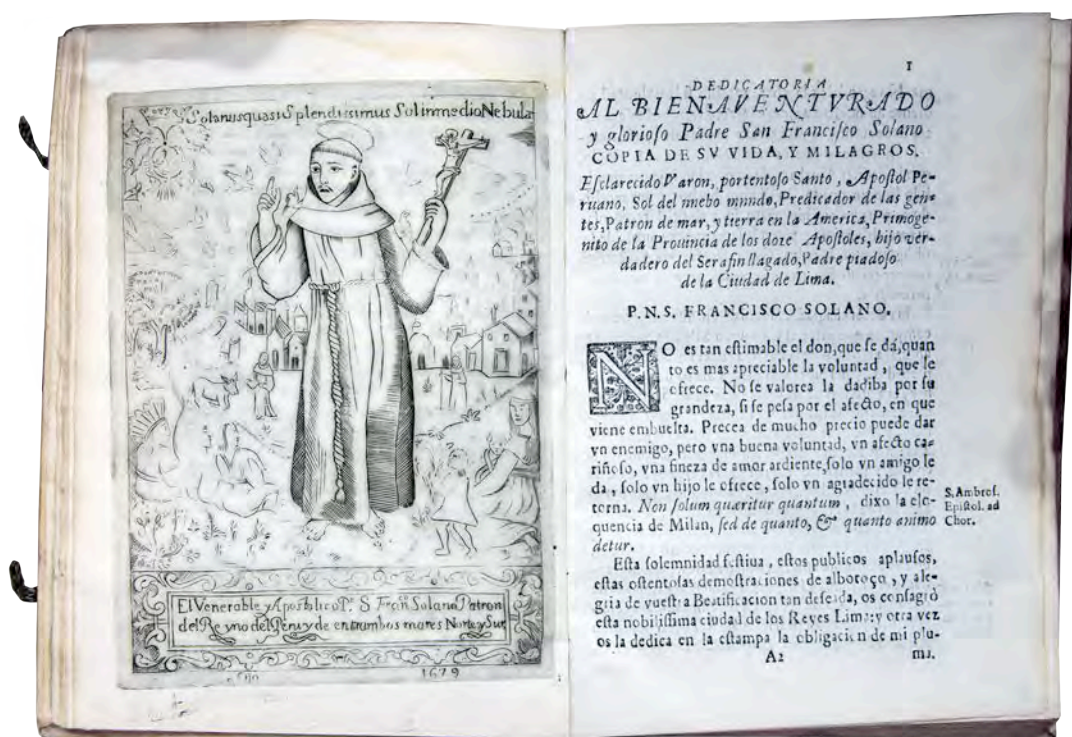 Solanus quasi Splendissimus Sol in medio Nebula
El Venerable y Apostolico Pe. S Fran Solano Patron
del Reyno del Peru y de entrambos mares Norte y Sur
1679
1
DEDICATORIA
AL BIENAVENTVRADO
y glorioſo Padre San Franciſco Solano
COPIA DE SV VIDA, Y MILAGROS.
Eſclarecido Varon, portentoſo Santo, Apoſtol Pe-
ruano, Sol del nuebo mundo, Predicador de las gen-
tes, Patron de mar, y tierra en la America, Primoge-
nito de la Prouincia de los doze Apoſtoles, hijo ver-
dadero del Serafin llagado, Padre piadoſo
de la Ciudad de Lima.
P.N.S. FRANCISCO SOLANO.
NO es tan eſtimable el don, que ſe dá, quan
to es mas apreciable la voluntad, que le
ofrece. No ſe valorea la dadiba por ſu
grandeza, ſi ſe peſa por el afecto, en que
viene embuelta. Precea de mucho precio puede dar
vn enemigo, pero vna buena voluntad, vn afecto ca-
riñoſo, vna fineza de amor ardiente, ſolo vn amigo le
da, ſolo vn hijo le ofrece, ſolo vn agradecido le re-
torna. Non ſolum quæritur quantum, dixo la elo-
quencia de Milan, ſed de quanto, & quanto animo
detur.
S. Ambroſ.
Epiſtol. ad
Chor.
Eſta ſolemnidad feſtiua, eſtos publicos aplauſos,
eſtas oſtentoſas demoſtraciones de alboroço, y ale-
gria de vueſtra Beatificacion tan deſeada, os conſagrò
eſta nobiliſſima ciudad de los Reyes Lima: y otra vez
os la dedica en la eſtampa la obligacion de mi plu-
A2
ma.